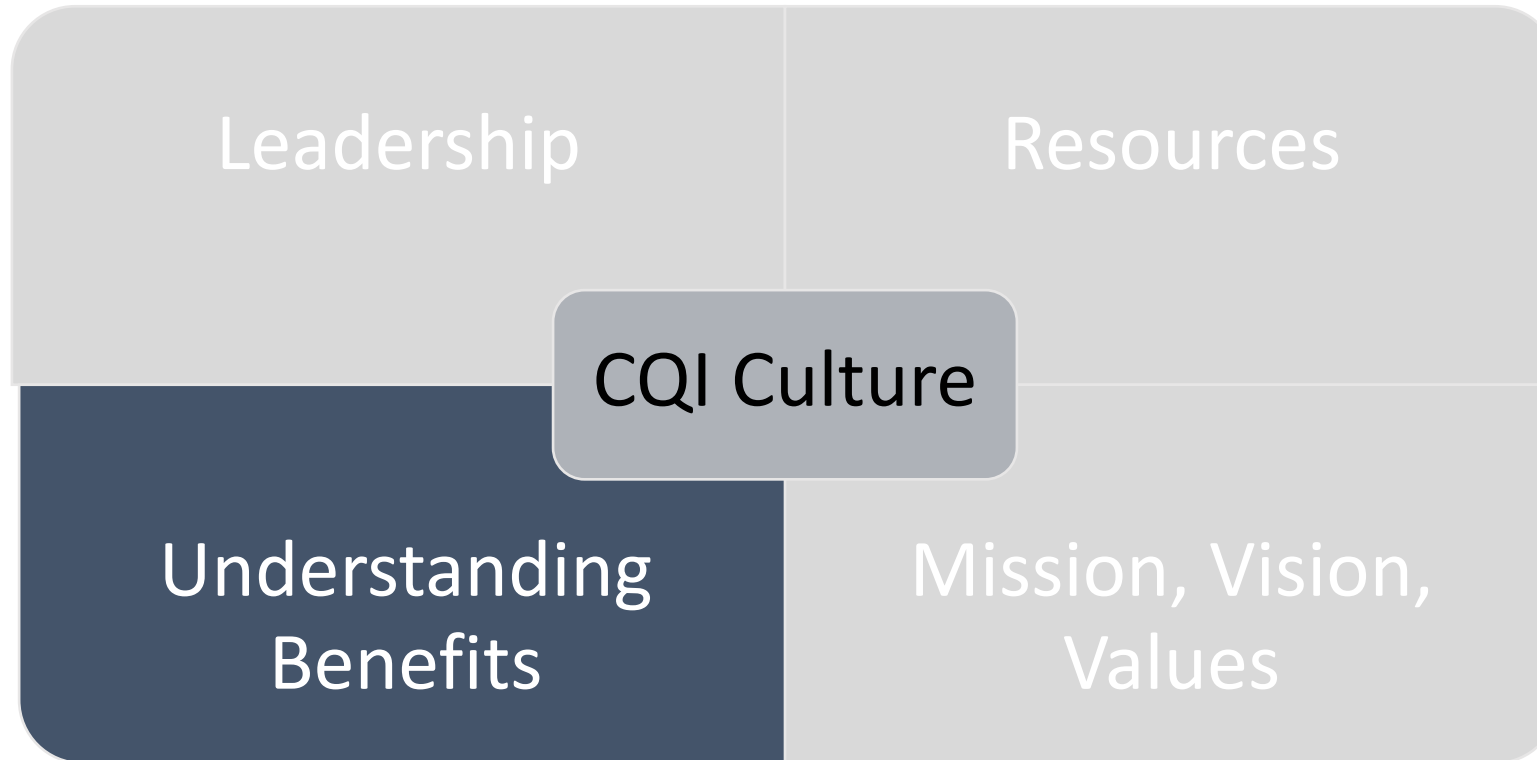 Leadership
Resources
CQI Culture
Understanding
Benefits
Mission, Vision,
Values